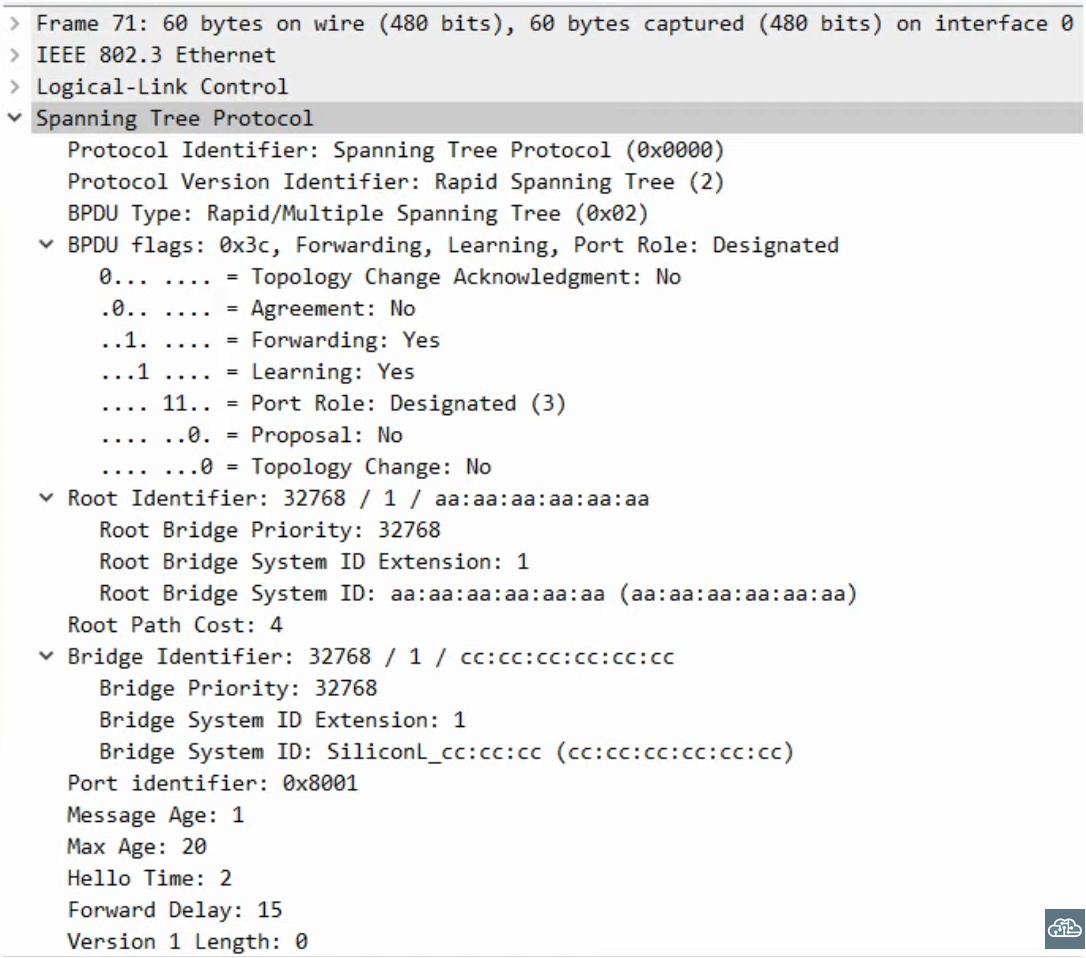 Frame 71: 60 bytes on wire (480 bits), 60 bytes captured (480 bits) on interface 0
IEEE 802.3 Ethernet
Logical-Link Control
Spanning Tree Protocol
Protocol Identifier: Spanning Tree Protocol (0x0000)
Protocol Version Identifier: Rapid Spanning Tree (2)
BPDU Type: Rapid/Multiple Spanning Tree (0x02)
BPDU flags: 0x3c, Forwarding, Learning, Port Role: Designated
0... .... = Topology Change Acknowledgment: No
.0.. .... = Agreement: No
..1. .... = Forwarding: Yes
...1 .... = Learning: Yes
.... 11.. = Port Role: Designated (3)
.... ..0. = Proposal: No
.... ...0 = Topology Change: No
Root Identifier: 32768 / 1 / aa:aa:aa:aa:aa:aa
Root Bridge Priority: 32768
Root Bridge System ID Extension: 1
Root Bridge System ID: aa:aa:aa:aa:aa:aa (aa:aa:aa:aa:aa:aa)
Root Path Cost: 4
Bridge Identifier: 32768 / 1 / cc:cc:cc:cc:cc:cc
Bridge Priority: 32768
Bridge System ID Extension: 1
Bridge System ID: SiliconL_cc:cc:cc (cc:cc:cc:cc:cc:cc)
Port identifier: 0x8001
Message Age: 1
Max Age: 20
Hello Time: 2
Forward Delay: 15
Version 1 Length: 0